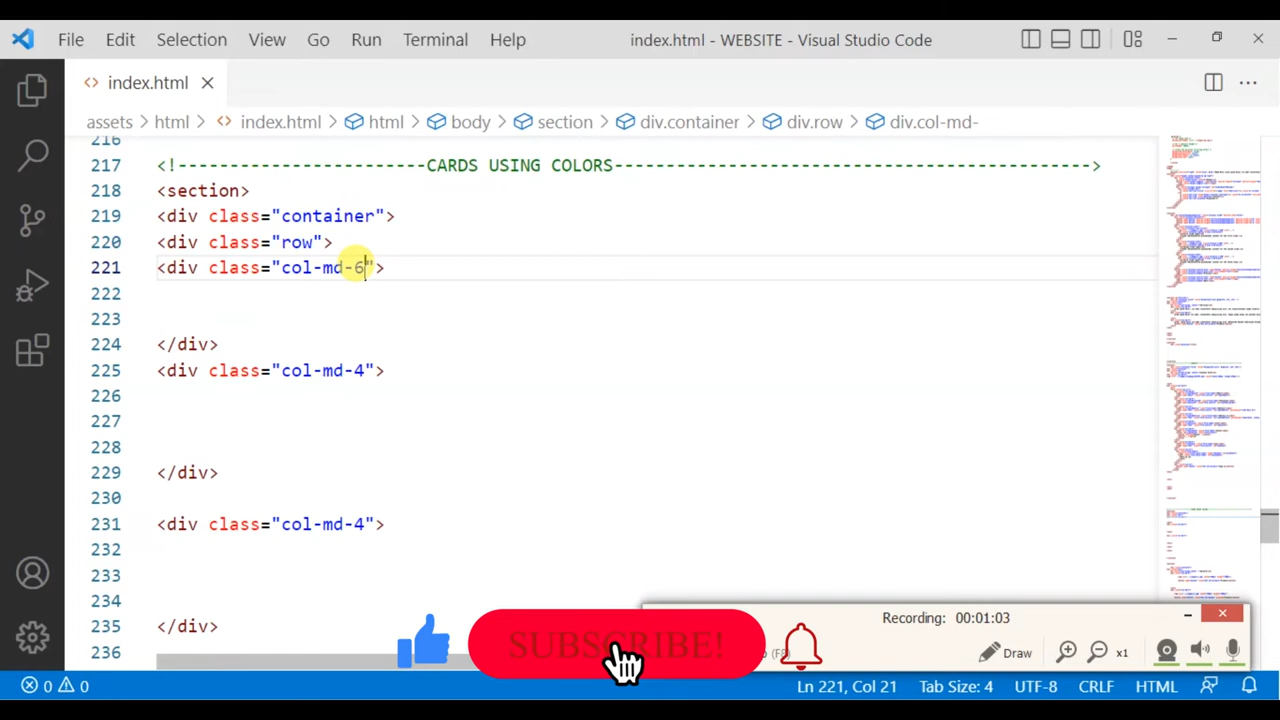 File Edit Selection View Go Run Terminal Help index.html - WEBSITE - Visual Studio Code
index.html
assets > html > index.html > html > body > section > div.container > div.row > div.col-md-
216
217 <!------------------------CARDS USING COLORS---------------------------------------------->
218 <section>
219 <div class="container">
220 <div class="row">
221 <div class="col-md-6">
222
223
224 </div>
225 <div class="col-md-4">
226
227
228
229 </div>
230
231 <div class="col-md-4">
232
233
234
235 </div>
236
Recording: 00:01:03
SUBSCRIBE!
Draw x1
0 0 Ln 221, Col 21 Tab Size: 4 UTF-8 CRLF HTML